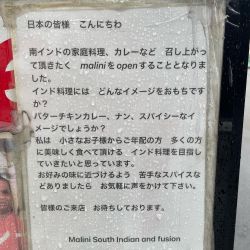 日本の皆様　こんにちわ
南インドの家庭料理、カレーなど　召し上がっ
て頂きたく　maliniをopenすることとなりまし
た。
インド料理には　どんなイメージをおもちです
か？
バターチキンカレー、ナン、スパイシーなイ
メージでしょうか？
私は　小さなお子様からご年配の方　多くの方
に美味しく食べて頂ける　インド料理を目指し
ていきたいと思っています。
お好みの味に近づけるよう　苦手なスパイスな
どありましたら　お気軽に声をかけて下さい。
皆様のご来店　お待ちしております。
Malini South Indian and fusion